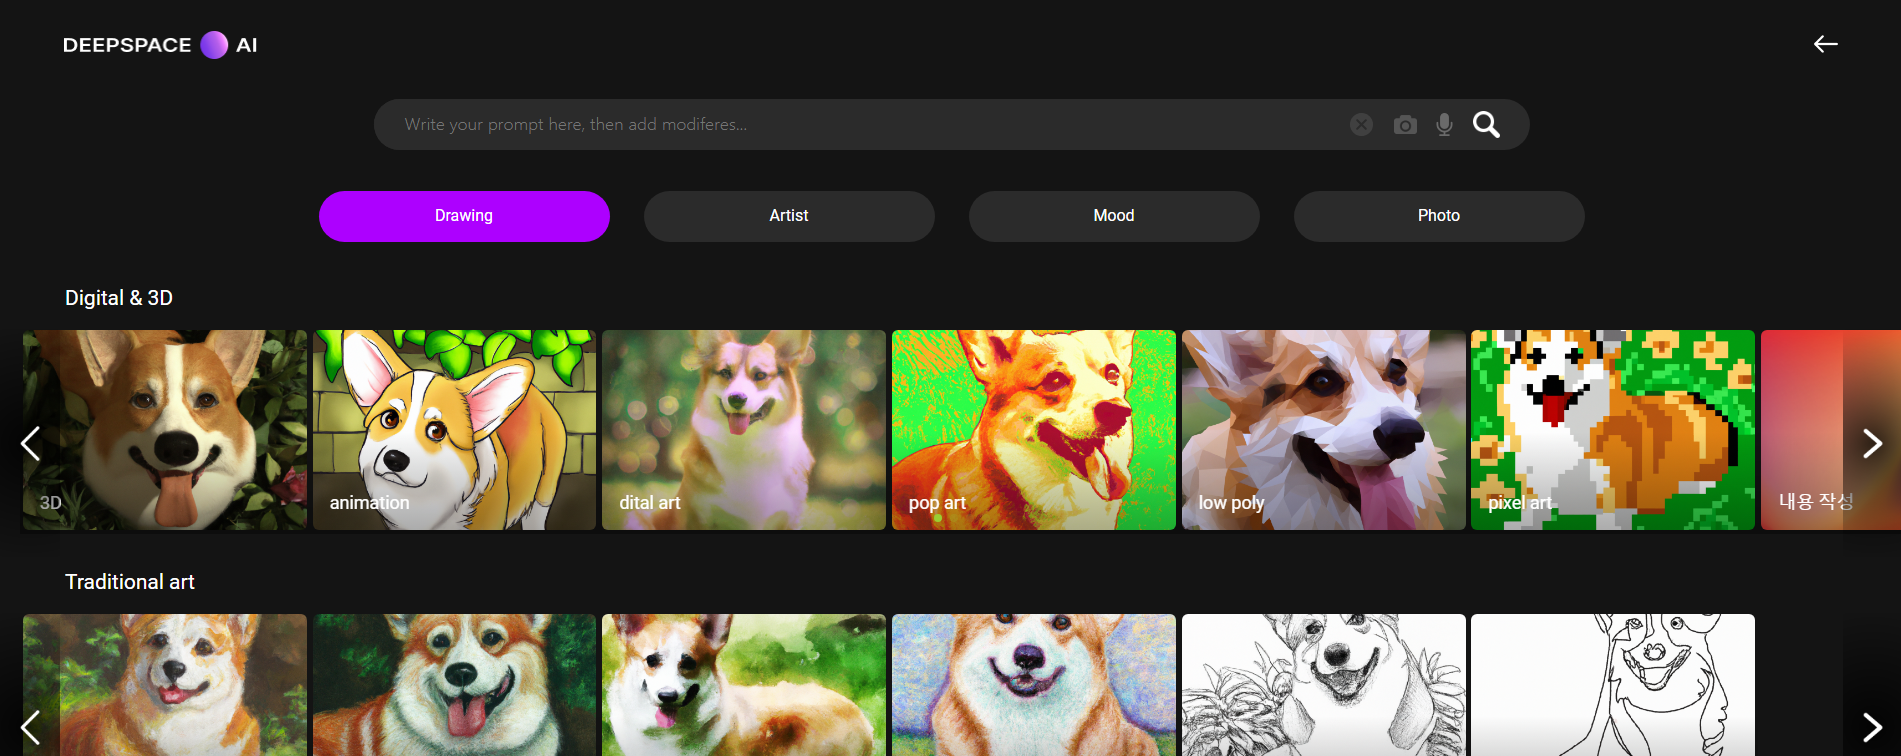 DEEPSPACE AI
Write your prompt here, then add modiferes...
Drawing
Artist
Mood
Photo
Digital & 3D
3D
animation
dital art
pop art
low poly
pixel art
내용 작성
Traditional art